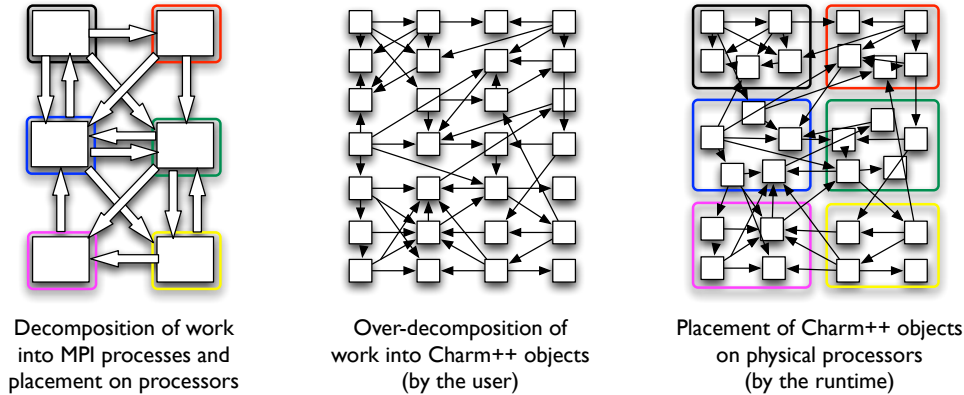 Decomposition of work
into MPI processes and
placement on processors
Over-decomposition of
work into Charm++ objects
(by the user)
Placement of Charm++ objects
on physical processors
(by the runtime)